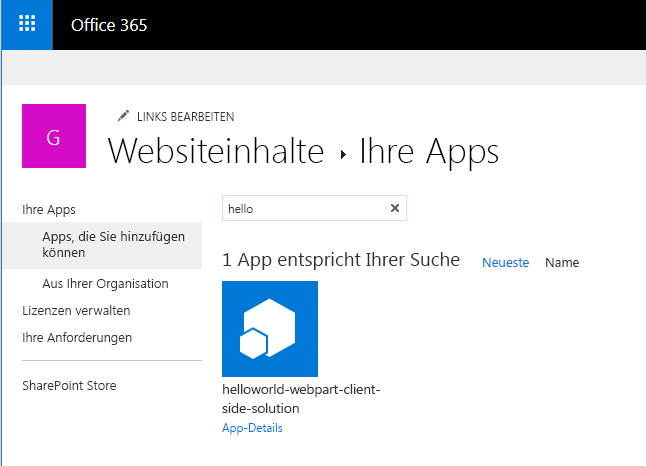 Office 365
G
LINKS BEARBEITEN
Websiteinhalte ▸ Ihre Apps
Ihre Apps
Apps, die Sie hinzufügen
können
Aus Ihrer Organisation
Lizenzen verwalten
Ihre Anforderungen
SharePoint Store
hello
1 App entspricht Ihrer Suche Neueste Name
helloworld-webpart-client-
side-solution
App-Details